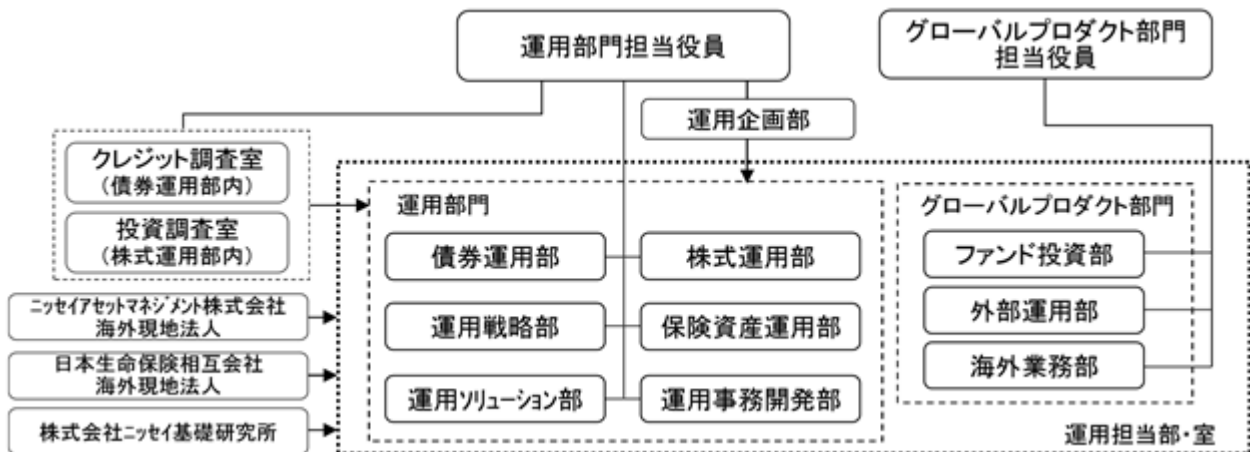 運用部門担当役員
グローバルプロダクト部門
担当役員
運用企画部
クレジット調査室
(債券運用部内)
投資調査室
(株式運用部内)
運用部門
グローバルプロダクト部門
債券運用部
株式運用部
ファンド投資部
ニッセイアセットマネジメント株式会社
海外現地法人
運用戦略部
保険資産運用部
外部運用部
日本生命保険相互会社
海外現地法人
運用ソリューション部
運用事務開発部
海外業務部
株式会社ニッセイ基礎研究所
運用担当部・室